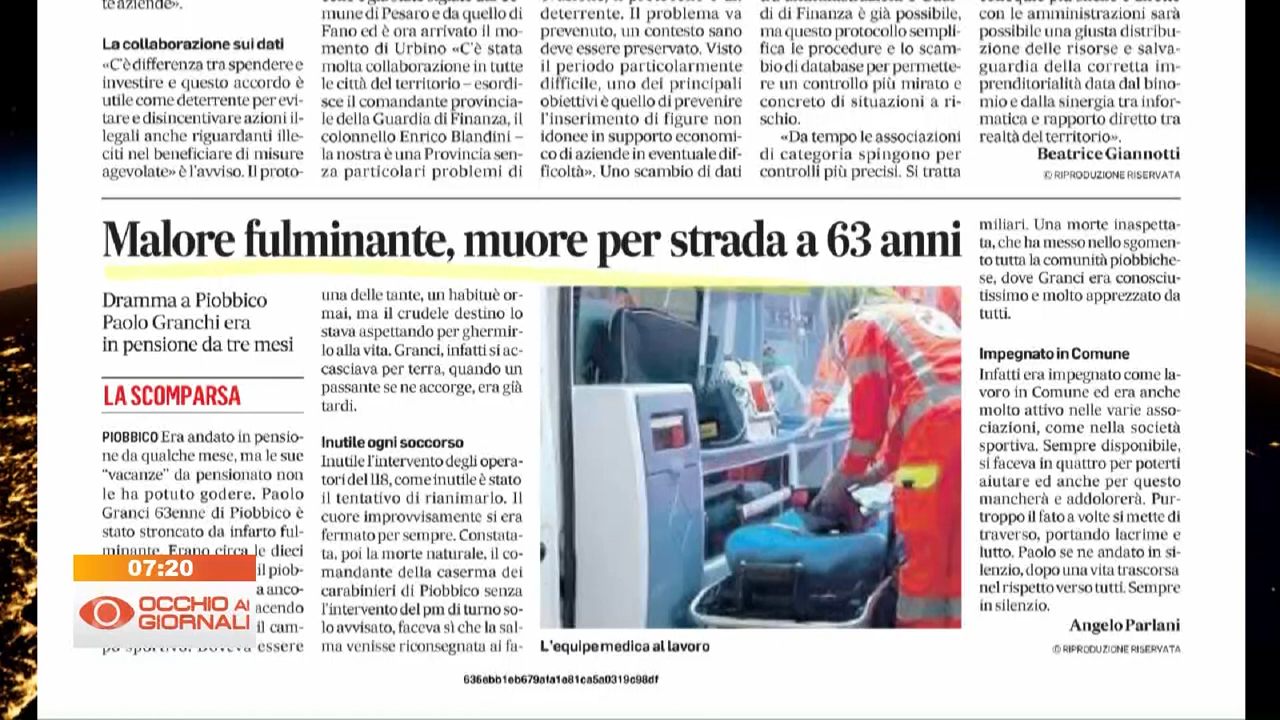 te aziende».
La collaborazione sui dati
«C'è differenza tra spendere e
investire e questo accordo è
utile come deterrente per evi-
tare e disincentivare azioni il-
legali anche riguardanti ille-
citi nel beneficiare di misure
agevolate» è l'avviso. Il proto-
mune di Pesaro e da quello di
Fano ed è ora arrivato il mo-
mento di Urbino «C'è stata
molta collaborazione in tutte
le città del territorio – esordi-
sce il comandante provincia-
le della Guardia di Finanza, il
colonnello Enrico Blandini –
la nostra è una Provincia sen-
za particolari problemi di
deterrente. Il problema va
prevenuto, un contesto sano
deve essere preservato. Visto
il periodo particolarmente
difficile, uno dei principali
obiettivi è quello di prevenire
l'inserimento di figure non
idonee in supporto economi-
co di aziende in eventuale dif-
ficoltà». Uno scambio di dati
di di Finanza è già possibile,
ma questo protocollo sempli-
fica le procedure e lo scam-
bio di database per permette-
re un controllo più mirato e
concreto di situazioni a ri-
schio.
«Da tempo le associazioni
di categoria spingono per
controlli più precisi. Si tratta
con le amministrazioni sarà
possibile una giusta distribu-
zione delle risorse e salva-
guardia della corretta im-
prenditorialità data dal bino-
mio e dalla sinergia tra infor-
matica e rapporto diretto tra
realtà del territorio».
Beatrice Giannotti
© RIPRODUZIONE RISERVATA
Malore fulminante, muore per strada a 63 anni
Dramma a Piobbico
Paolo Granchi era
in pensione da tre mesi
LA SCOMPARSA
PIOBBICO Era andato in pensio-
ne da qualche mese, ma le sue
"vacanze" da pensionato non
le ha potuto godere. Paolo
Granci 63enne di Piobbico è
stato stroncato da infarto ful-
minante. Erano circa le dieci
il piob-
a anco-
acendo
il cam-
po sportivo. Doveva essere
una delle tante, un habituè or-
mai, ma il crudele destino lo
stava aspettando per ghermir-
lo alla vita. Granci, infatti si ac-
casciava per terra, quando un
passante se ne accorge, era già
tardi.
Inutile ogni soccorso
Inutile l'intervento degli opera-
tori del 118, come inutile è stato
il tentativo di rianimarlo. Il
cuore improvvisamente si era
fermato per sempre. Constata-
ta, poi la morte naturale, il co-
mandante della caserma dei
carabinieri di Piobbico senza
l'intervento del pm di turno so-
lo avvisato, faceva sì che la sal-
ma venisse riconsegnata ai fa-
L'equipe medica al lavoro
miliari. Una morte inaspetta-
ta, che ha messo nello sgomen-
to tutta la comunità piobbiche-
se, dove Granci era conosciu-
tissimo e molto apprezzato da
tutti.
Impegnato in Comune
Infatti era impegnato come la-
voro in Comune ed era anche
molto attivo nelle varie asso-
ciazioni, come nella società
sportiva. Sempre disponibile,
si faceva in quattro per poterti
aiutare ed anche per questo
mancherà e addolorerà. Pur-
troppo il fato a volte si mette di
traverso, portando lacrime e
lutto. Paolo se ne andato in si-
lenzio, dopo una vita trascorsa
nel rispetto verso tutti. Sempre
in silenzio.
Angelo Parlani
© RIPRODUZIONE RISERVATA
07:20
OCCHIO AI
GIORNALI